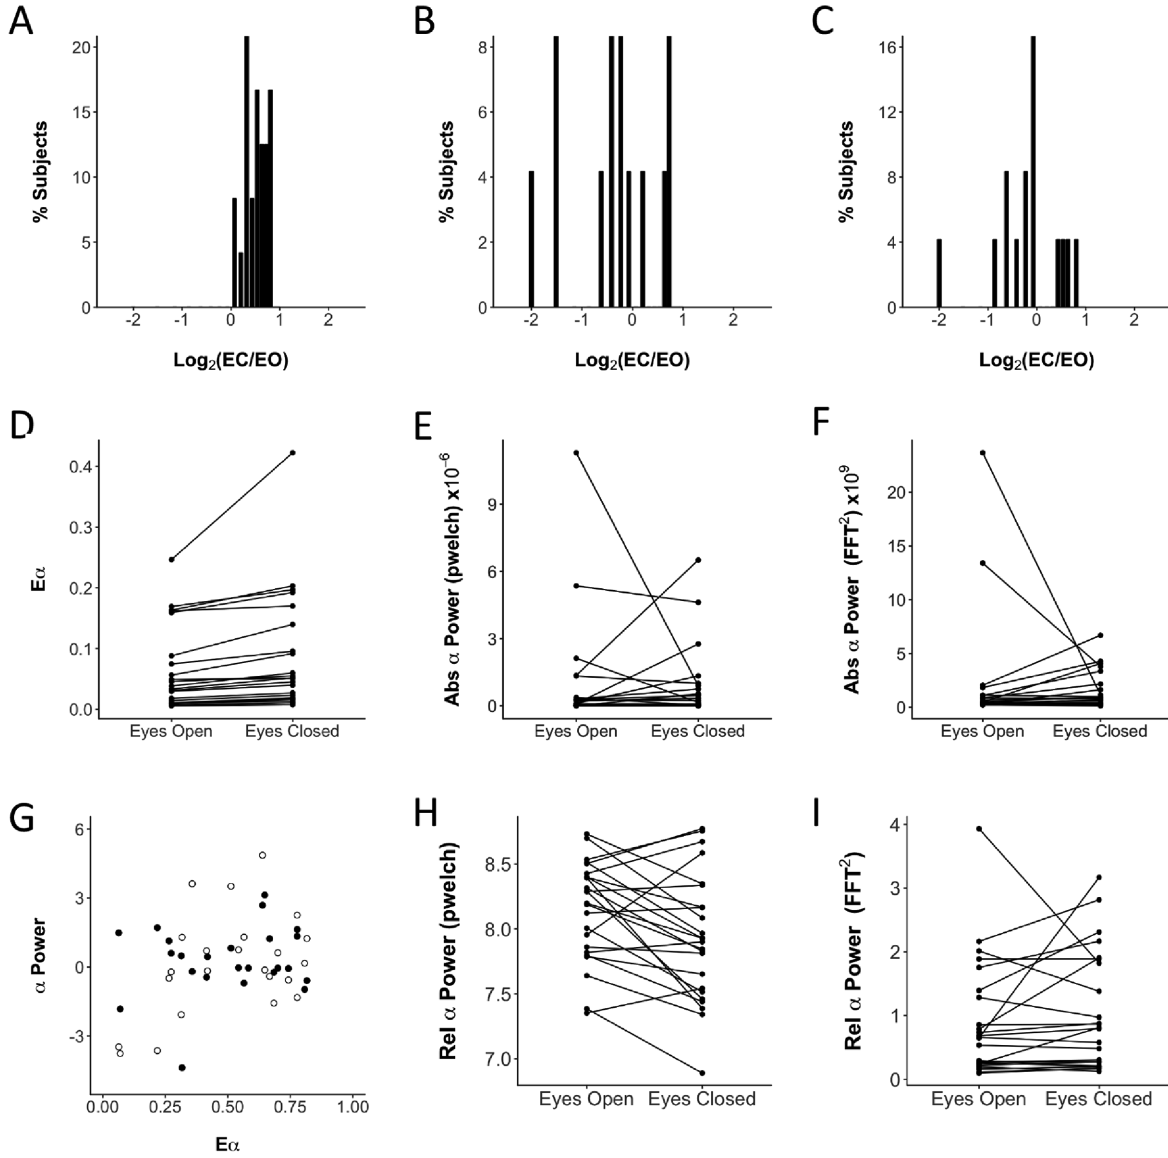 A
% Subjects
20
15
10
5
0
-2 -1 0 1 2
Log₂(EC/EO)
B
% Subjects
8
6
4
2
0
-2 -1 0 1 2
Log₂(EC/EO)
C
% Subjects
16
12
8
4
0
-2 -1 0 1 2
Log₂(EC/EO)
D
Eα
0.4
0.3
0.2
0.1
0.0
Eyes Open Eyes Closed
E
Abs α Power (pwelch) x10⁻⁶
9
6
3
0
Eyes Open Eyes Closed
F
Abs α Power (FFT²) x10⁹
20
15
10
5
0
Eyes Open Eyes Closed
G
α Power
6
3
0
-3
0.00 0.25 0.50 0.75 1.00
Eα
H
Rel α Power (pwelch)
8.5
8.0
7.5
7.0
Eyes Open Eyes Closed
I
Rel α Power (FFT²)
4
3
2
1
0
Eyes Open Eyes Closed